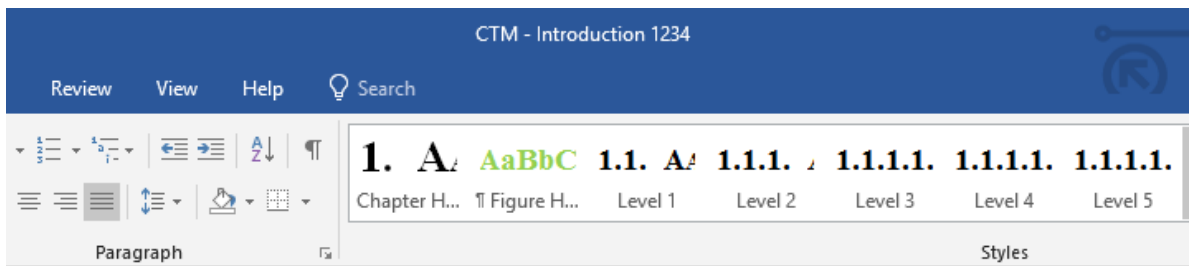 CTM - Introduction 1234
Review View Help Search
1. A AaBbC 1.1. AA 1.1.1. 1.1.1.1. 1.1.1.1. 1.1.1.1.
Chapter H... ¶ Figure H... Level 1 Level 2 Level 3 Level 4 Level 5
Paragraph Styles